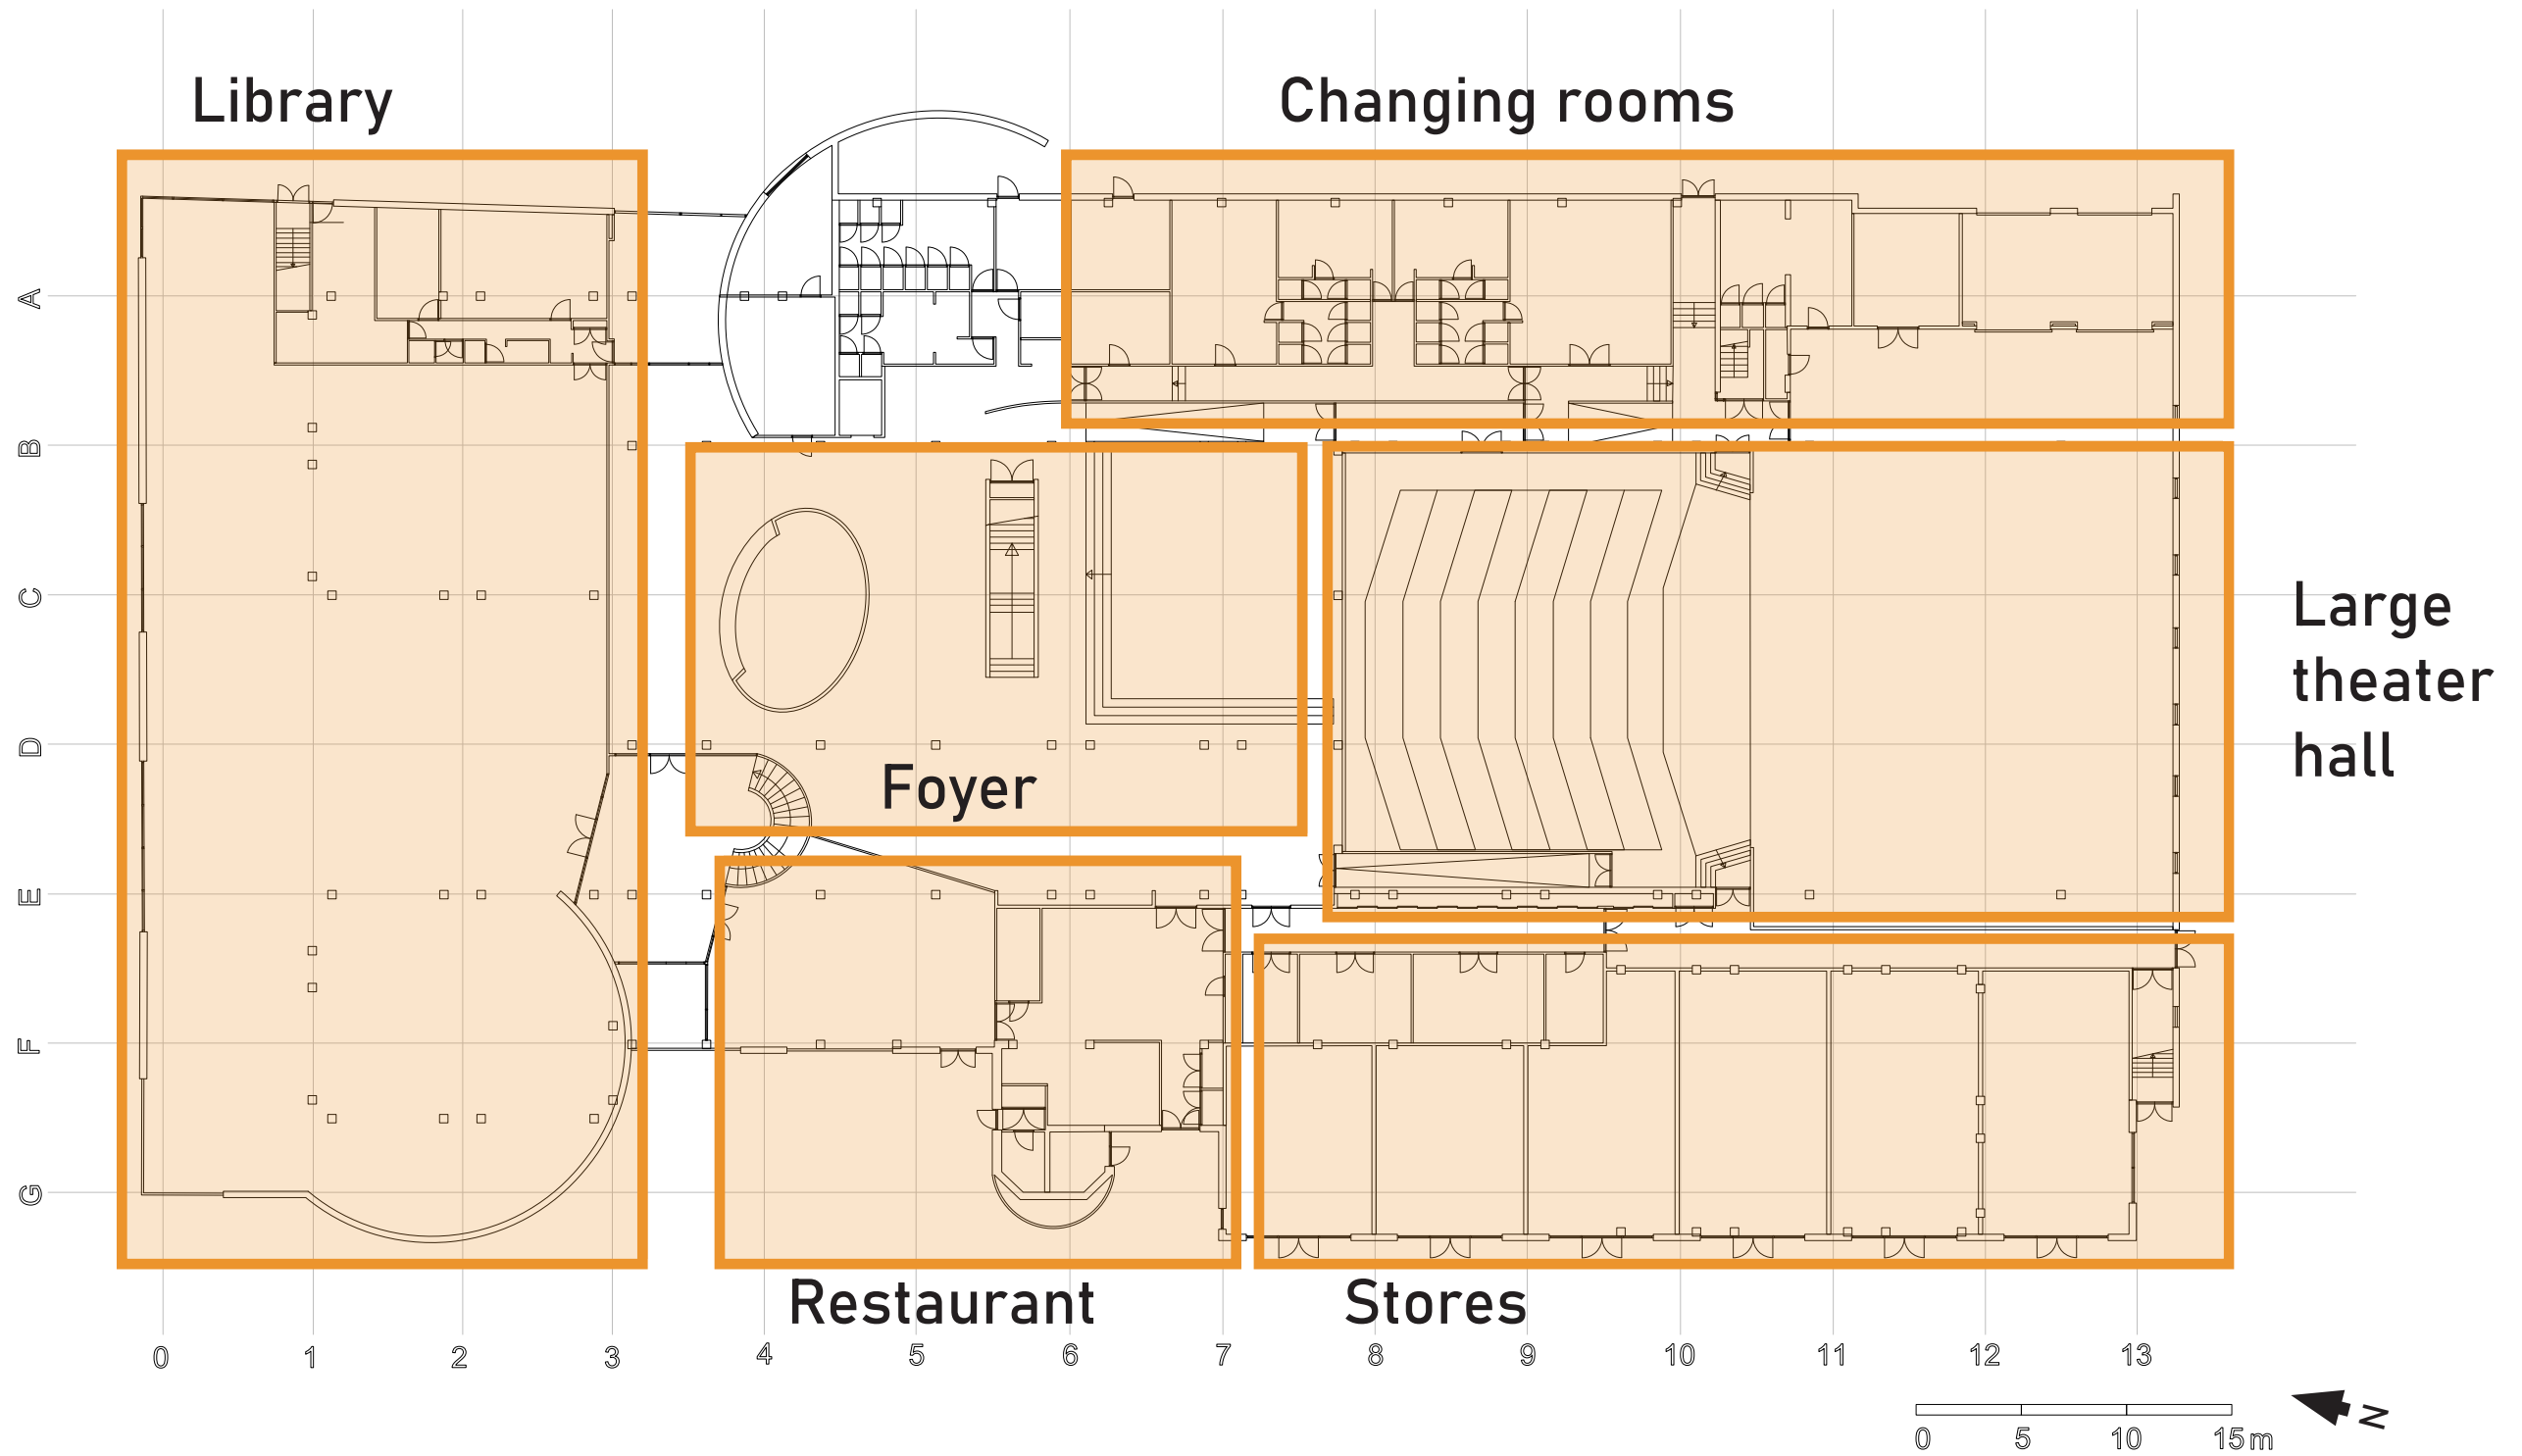 Library
Changing rooms
A
B
C
Large
theater
hall
D
Foyer
E
F
G
Restaurant
Stores
0 1 2 3 4 5 6 7 8 9 10 11 12 13
N
0 5 10 15m